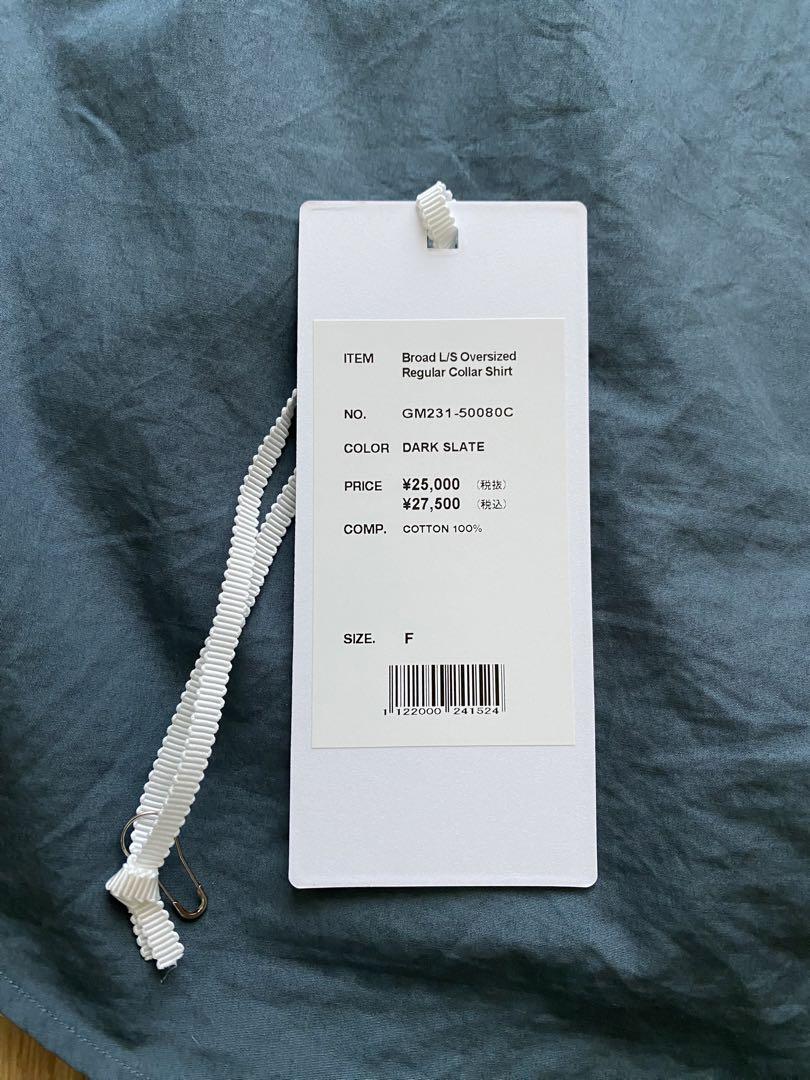 ITEM Broad L/S Oversized
Regular Collar Shirt
NO. GM231-50080C
COLOR DARK SLATE
PRICE ¥25,000 (税抜)
¥27,500 (税込)
COMP. COTTON 100%
SIZE. F
1 122000 241524